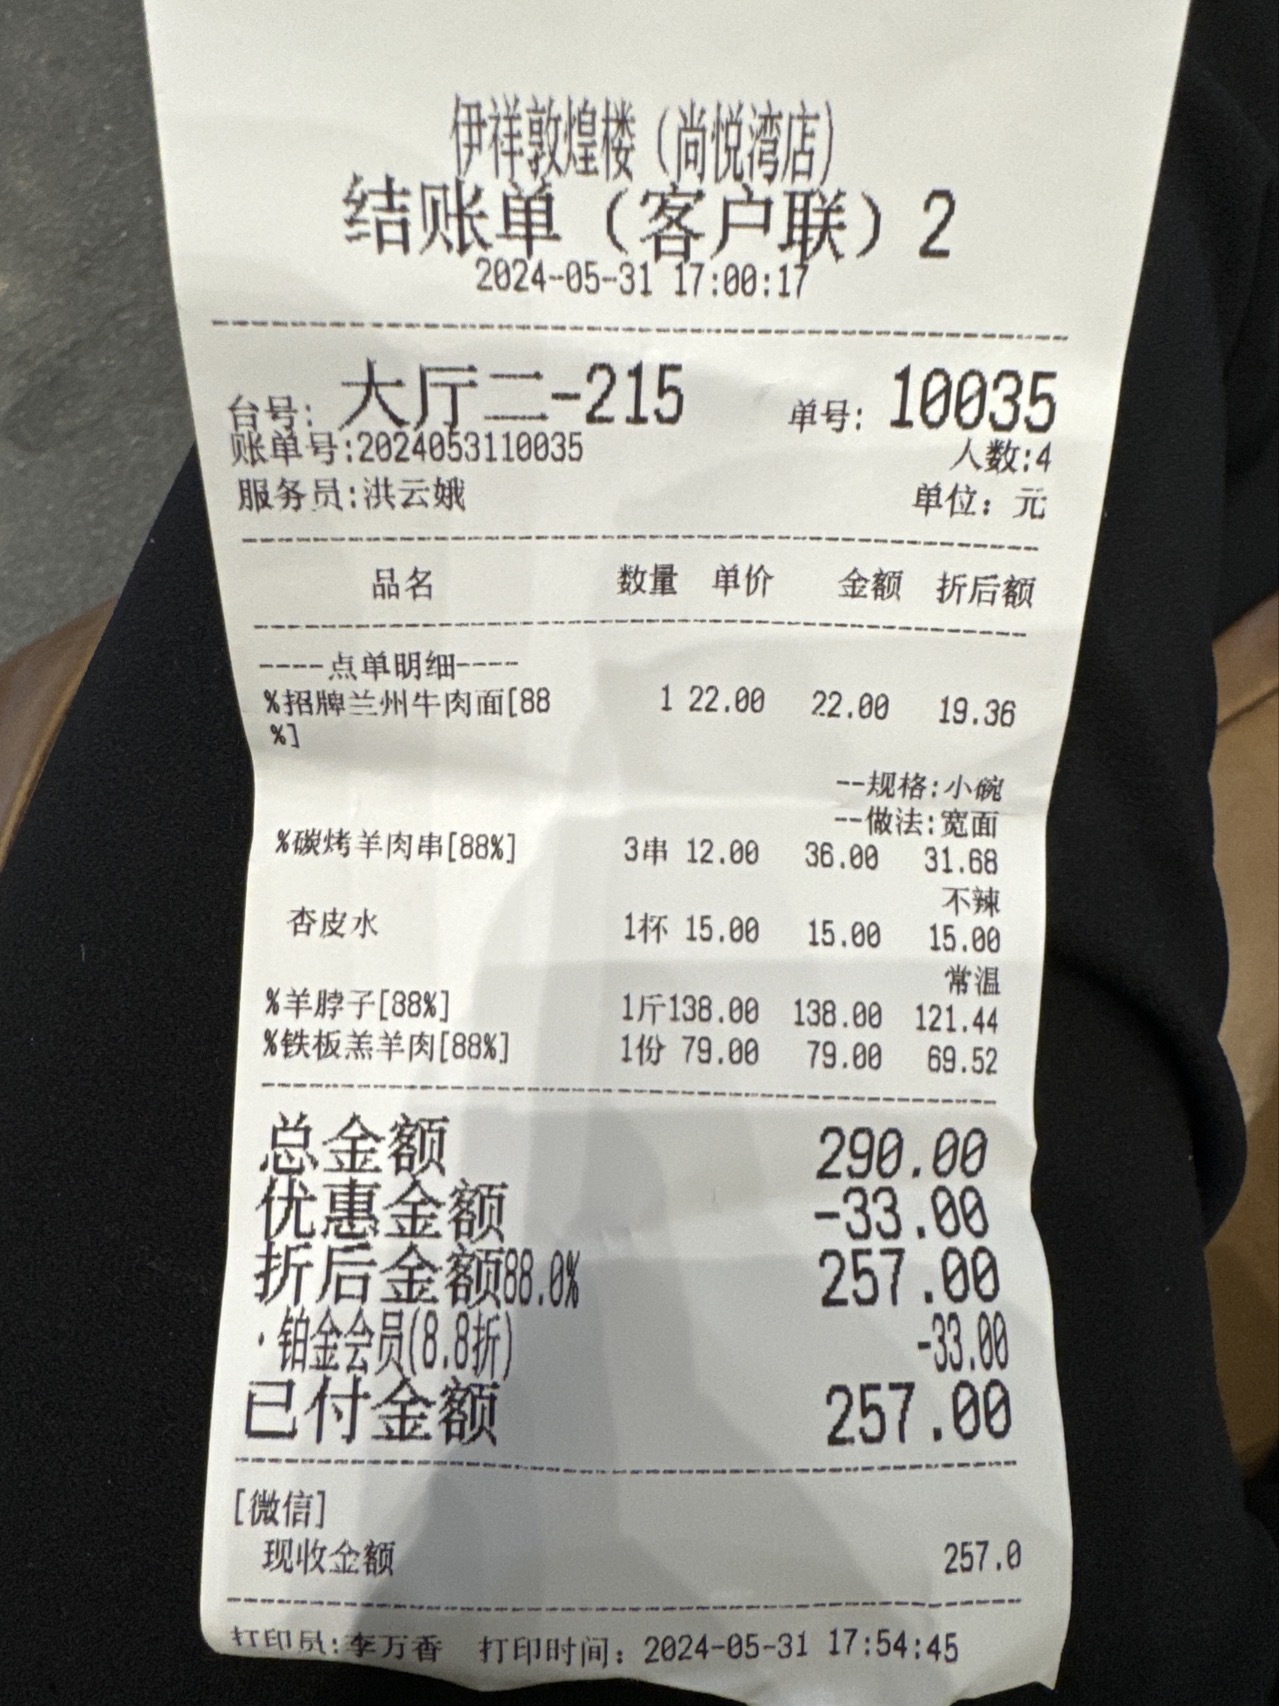 伊祥敦煌楼（尚悦湾店）
结账单（客户联）2
2024-05-31 17:00:17
台号: 大厅二-215 单号: 10035
账单号:2024053110035 人数:4
服务员:洪云娥 单位：元
品名 数量 单价 金额 折后额
----点单明细----
%招牌兰州牛肉面[88 1 22.00 22.00 19.36
%]
--规格:小碗
--做法:宽面
%碳烤羊肉串[88%] 3串 12.00 36.00 31.68
不辣
杏皮水 1杯 15.00 15.00 15.00
常温
%羊脖子[88%] 1斤138.00 138.00 121.44
%铁板羔羊肉[88%] 1份 79.00 79.00 69.52
总金额 290.00
优惠金额 -33.00
折后金额88.0% 257.00
·铂金会员(8.8折) -33.00
已付金额 257.00
[微信]
现收金额 257.0
打印员:李万香 打印时间：2024-05-31 17:54:45